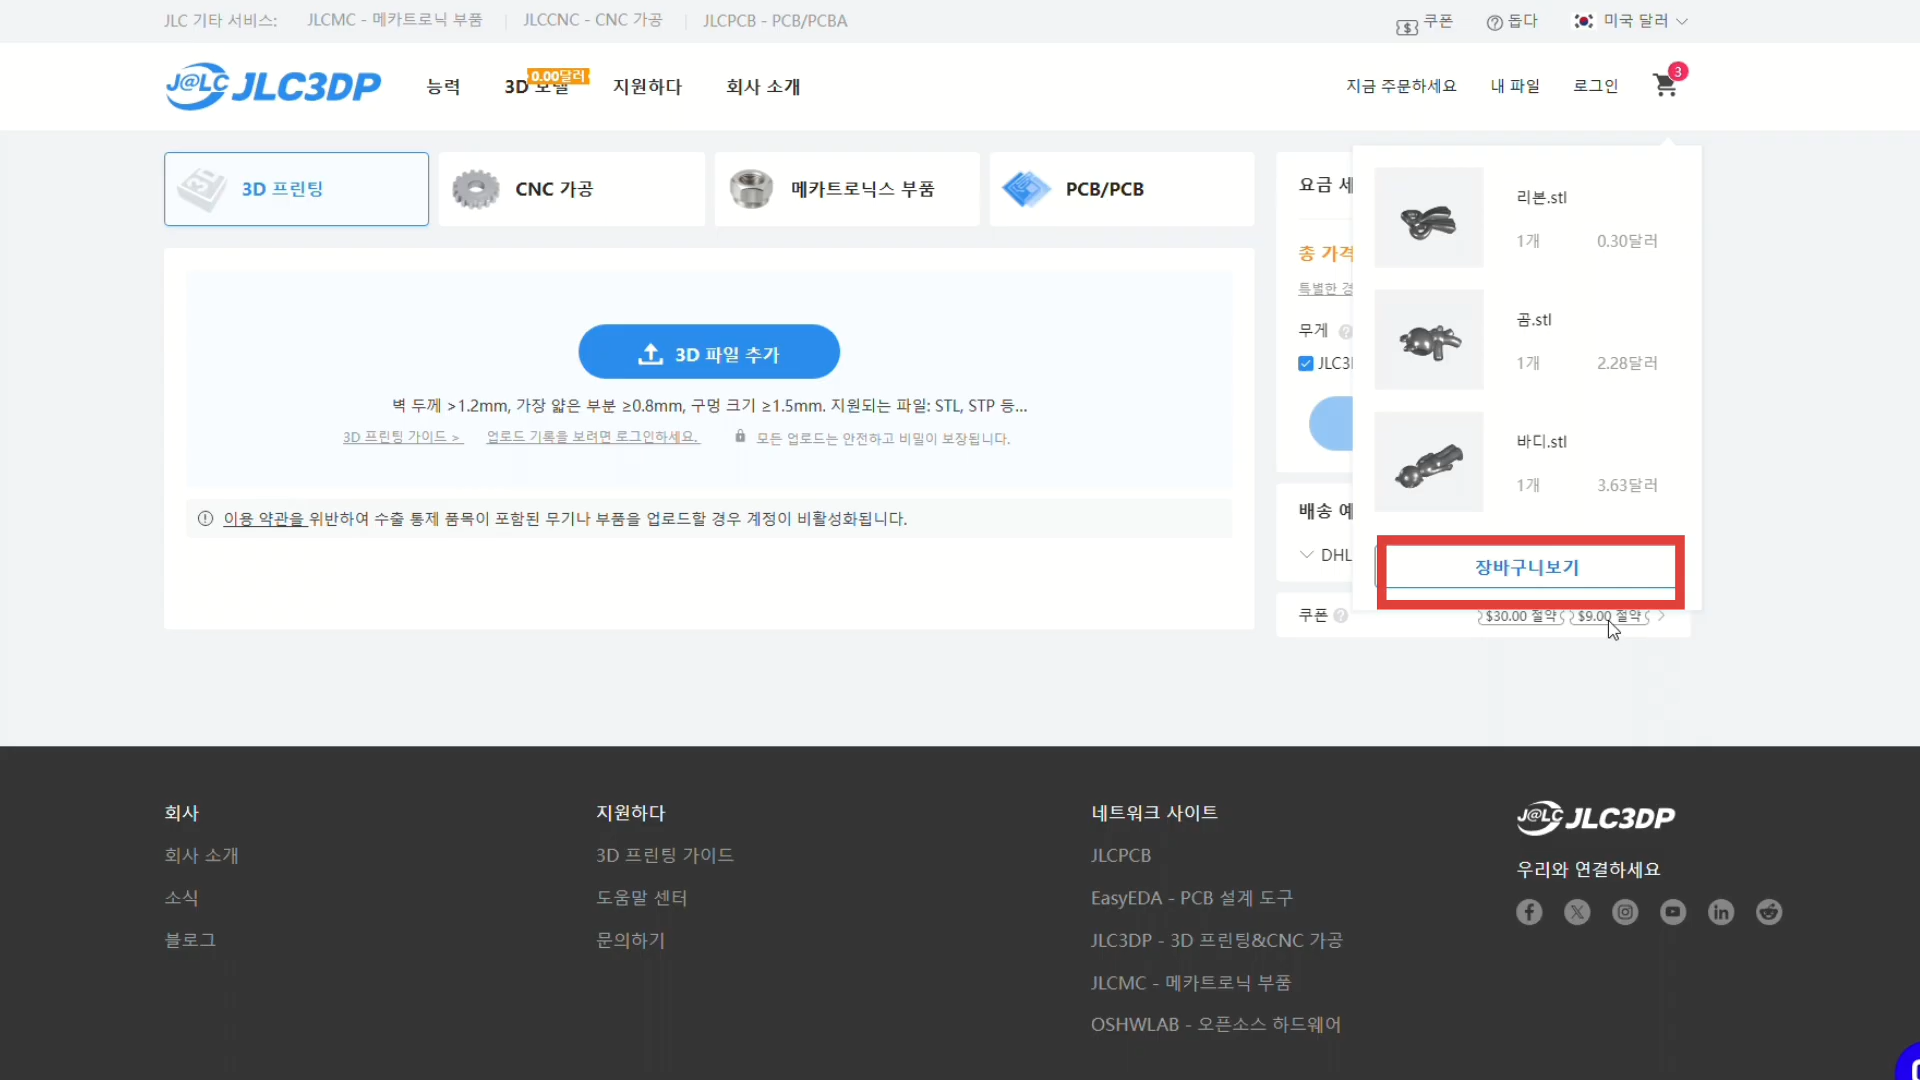 JLC 기타 서비스: JLCMC - 메카트로닉 부품 JLCCNC - CNC 가공 JLCPCB - PCB/PCBA 쿠폰 돕다 미국 달러
J@LC JLC3DP 능력 3D 모델 0.00달러 지원하다 회사 소개 지금 주문하세요 내 파일 로그인 3
3D 프린팅 CNC 가공 메카트로닉스 부품 PCB/PCB
3D 파일 추가
벽 두께 >1.2mm, 가장 얇은 부분 ≥0.8mm, 구멍 크기 ≥1.5mm. 지원되는 파일: STL, STP 등...
3D 프린팅 가이드 > 업로드 기록을 보려면 로그인하세요. 모든 업로드는 안전하고 비밀이 보장됩니다.
이용 약관을 위반하여 수출 통제 품목이 포함된 무기나 부품을 업로드할 경우 계정이 비활성화됩니다.
요금 세
총 가격
특별한 경
무게
JLC3
배송 예
DHL
쿠폰 $30.00 절약 $9.00 절약
리본.stl
1개 0.30달러
곰.stl
1개 2.28달러
바디.stl
1개 3.63달러
장바구니보기
회사
회사 소개
소식
블로그
지원하다
3D 프린팅 가이드
도움말 센터
문의하기
네트워크 사이트
JLCPCB
EasyEDA - PCB 설계 도구
JLC3DP - 3D 프린팅&CNC 가공
JLCMC - 메카트로닉 부품
OSHWLAB - 오픈소스 하드웨어
J@LC JLC3DP
우리와 연결하세요